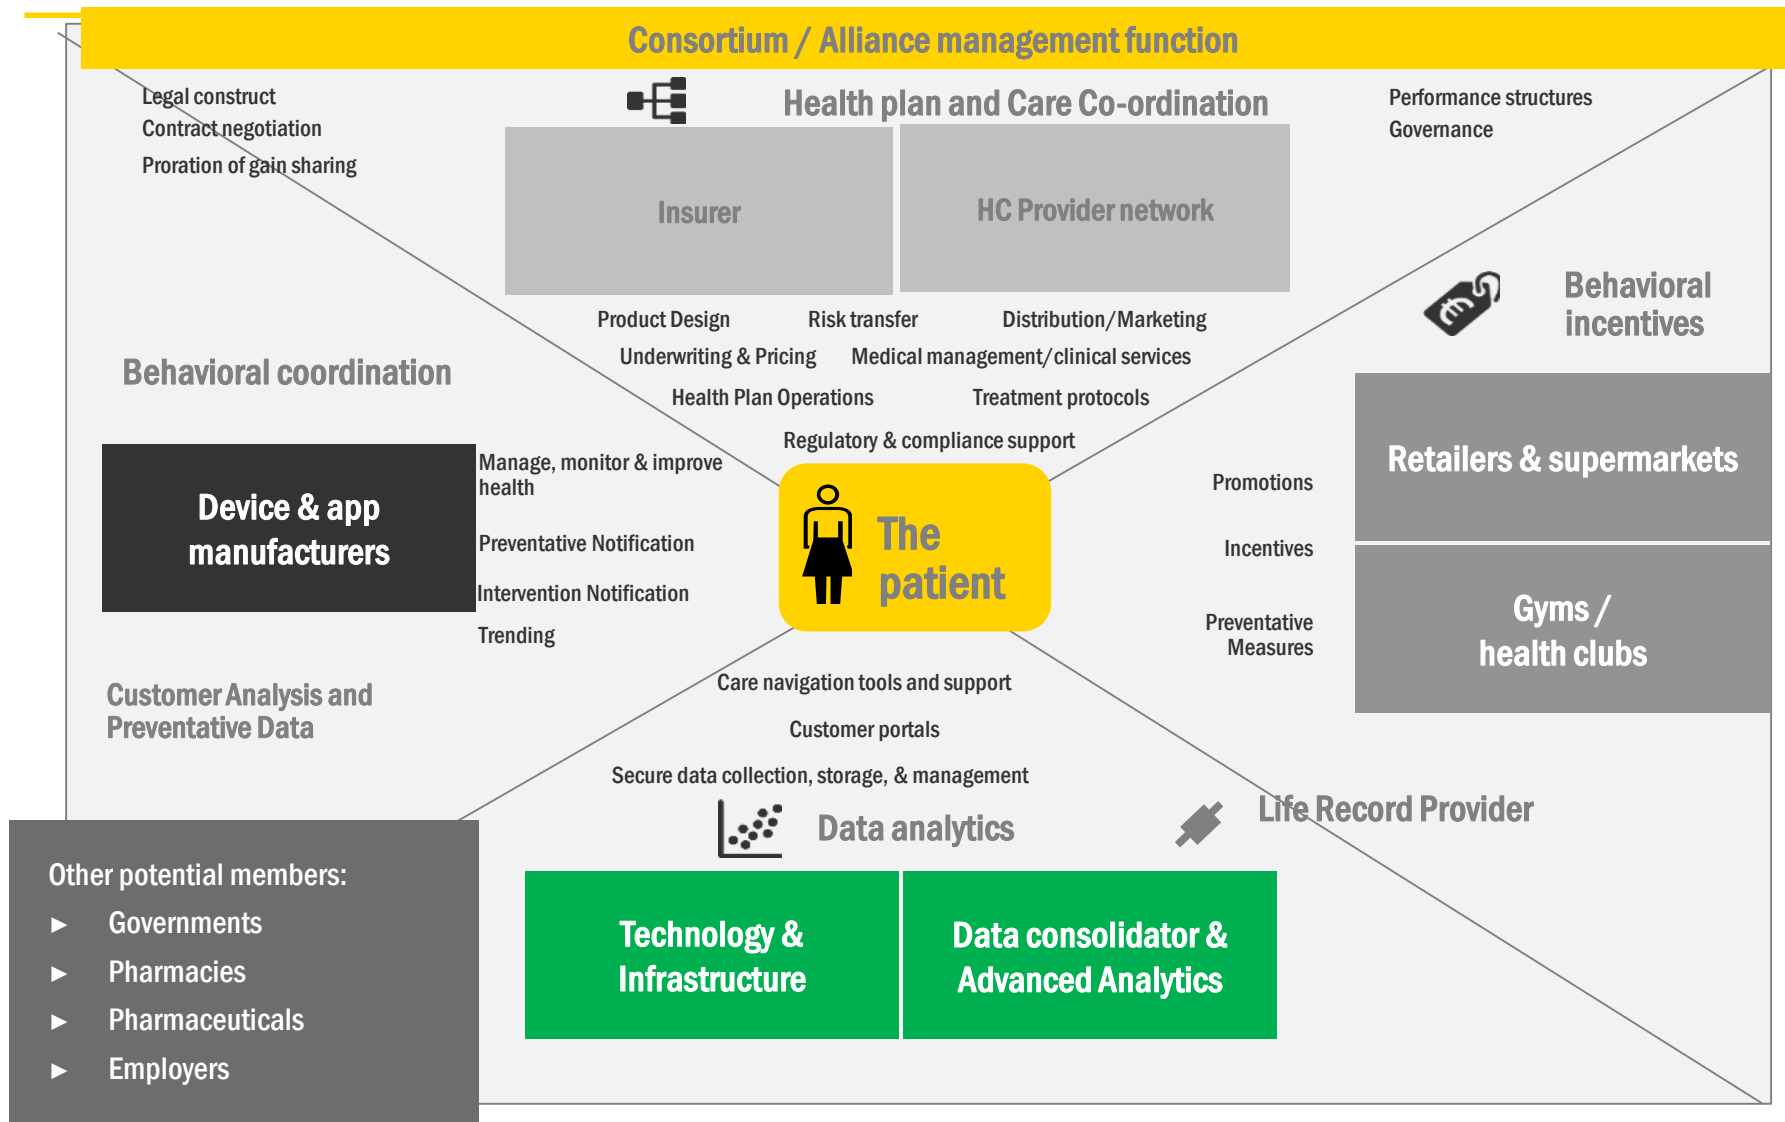 Consortium / Alliance management function
Legal construct
Contract negotiation
Proration of gain sharing
Health plan and Care Co-ordination
Performance structures
Governance
Insurer
HC Provider network
Product Design
Risk transfer
Distribution/Marketing
Underwriting & Pricing
Medical management/clinical services
Health Plan Operations
Treatment protocols
Regulatory & compliance support
Behavioral coordination
Device & app
manufacturers
Manage, monitor & improve
health
Preventative Notification
Intervention Notification
Trending
Customer Analysis and
Preventative Data
The
patient
Behavioral
incentives
Retailers & supermarkets
Gyms /
health clubs
Promotions
Incentives
Preventative
Measures
Care navigation tools and support
Customer portals
Secure data collection, storage, & management
Data analytics
Life Record Provider
Technology &
Infrastructure
Data consolidator &
Advanced Analytics
Other potential members:
► Governments
► Pharmacies
► Pharmaceuticals
► Employers